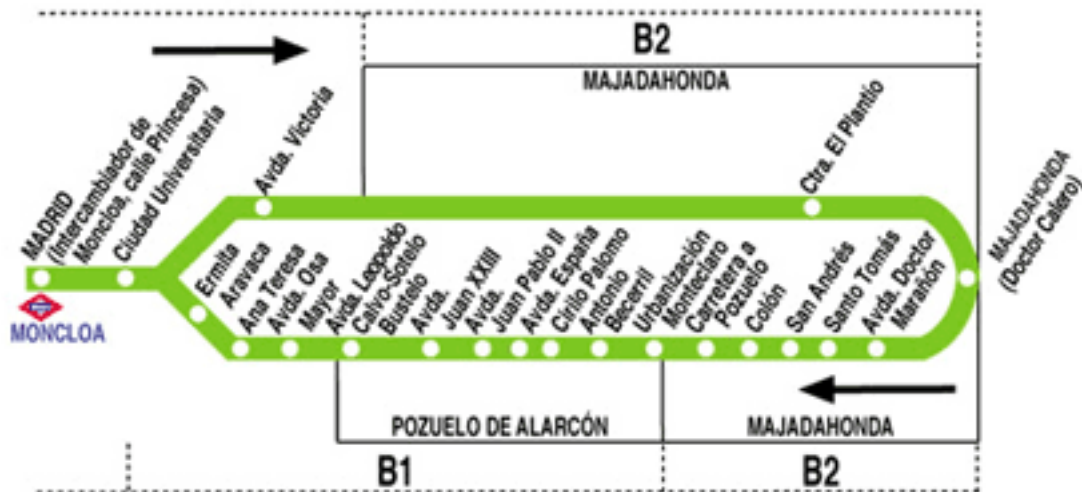 B2
MAJADAHONDA
MADRID
(Intercambiador de
Moncloa, calle Princesa)
Ciudad Universitaria
Avda. Victoria
Ctra. El Plantío
MAJADAHONDA
(Doctor Calero)
MONCLOA
Ermita
Aravaca
Ana Teresa
Avda. Osa
Mayor
Avda. Leopoldo
Calvo-Sotelo
Bustelo
Avda.
Juan XXIII
Avda.
Juan Pablo II
Avda. España
Cirilo Palomo
Antonio
Becerril
Urbanización
Monteclaro
Carretera a
Pozuelo
Colón
San Andrés
Santo Tomás
Avda. Doctor
Marañón
POZUELO DE ALARCÓN
MAJADAHONDA
B1
B2